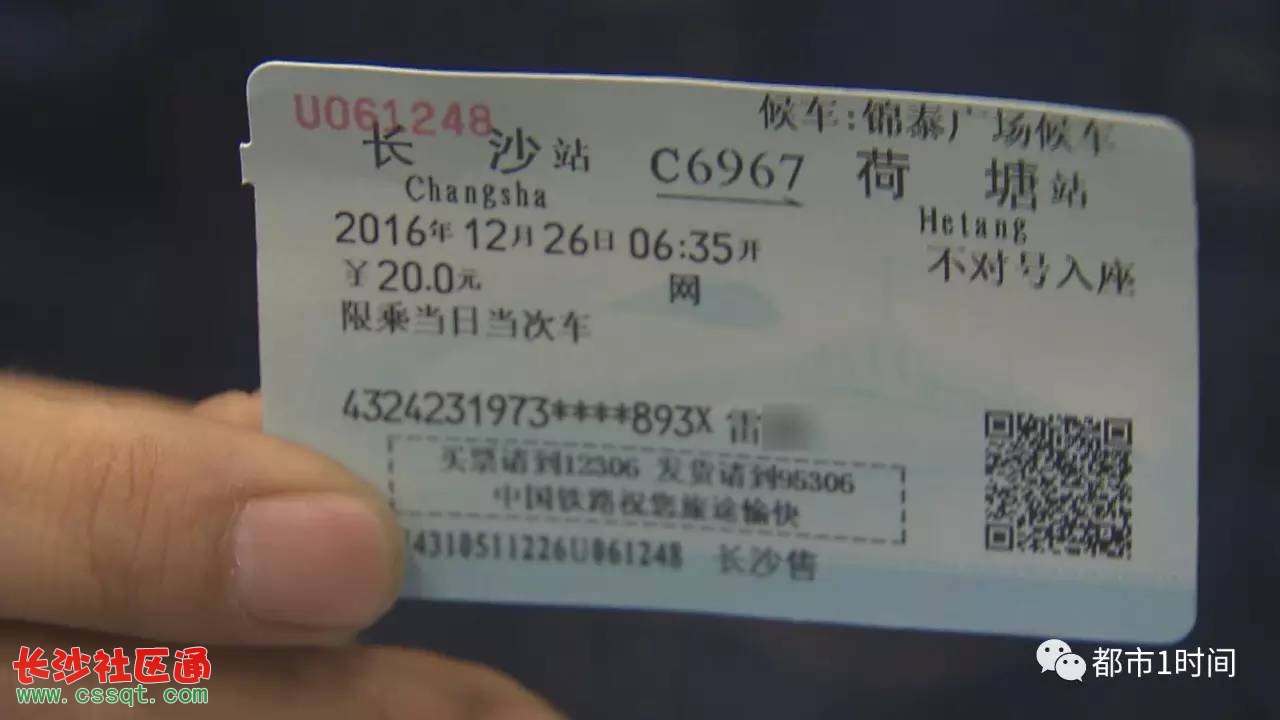 U061248
候车:锦泰广场候车
长沙站 C6967 荷塘站
Changsha Hetang
2016年12月26日 06:35开 不对号入座
¥20.0元 网
限乘当日当次车
4324231973****893X 雷
买票请到12306 发货请到95306
中国铁路祝您旅途愉快
4310511226U061248 长沙售
长沙社区通
www.cssqt.com
都市1时间